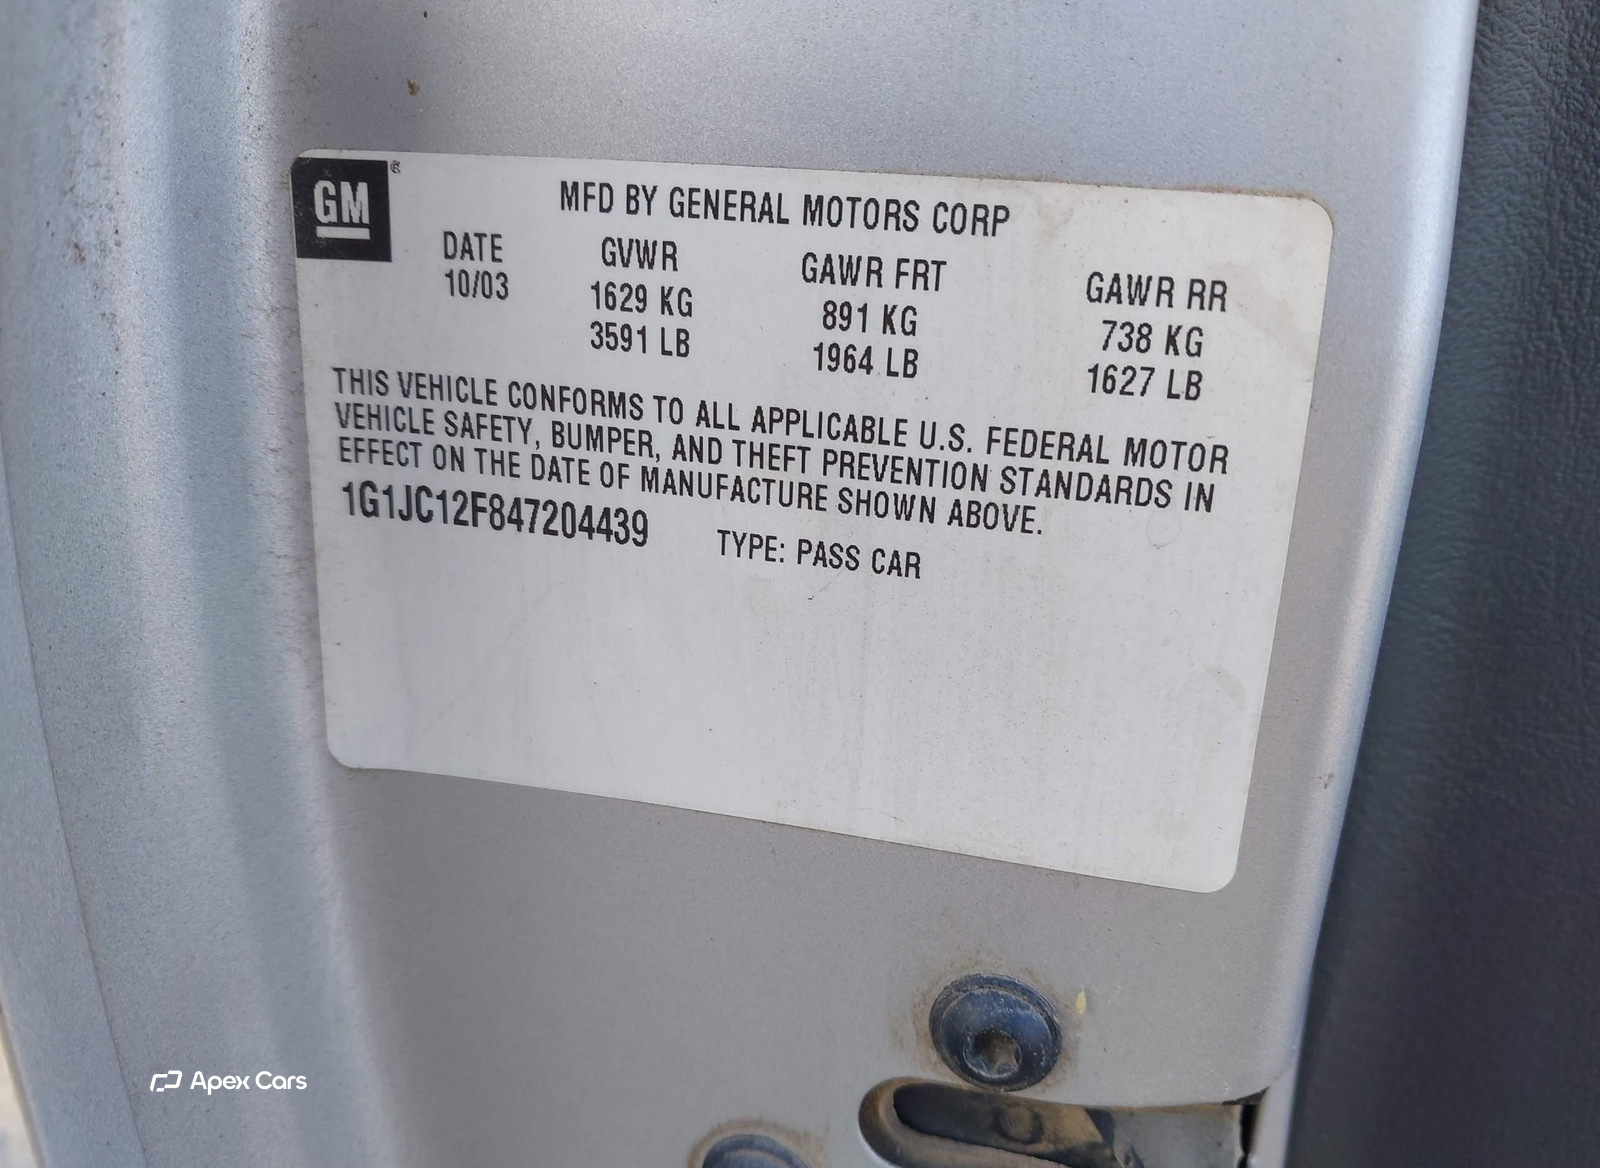 GM
MFD BY GENERAL MOTORS CORP
DATE GVWR GAWR FRT GAWR RR
10/03 1629 KG 891 KG 738 KG
3591 LB 1964 LB 1627 LB
THIS VEHICLE CONFORMS TO ALL APPLICABLE U.S. FEDERAL MOTOR
VEHICLE SAFETY, BUMPER, AND THEFT PREVENTION STANDARDS IN
EFFECT ON THE DATE OF MANUFACTURE SHOWN ABOVE.
1G1JC12F847204439 TYPE: PASS CAR
Apex Cars